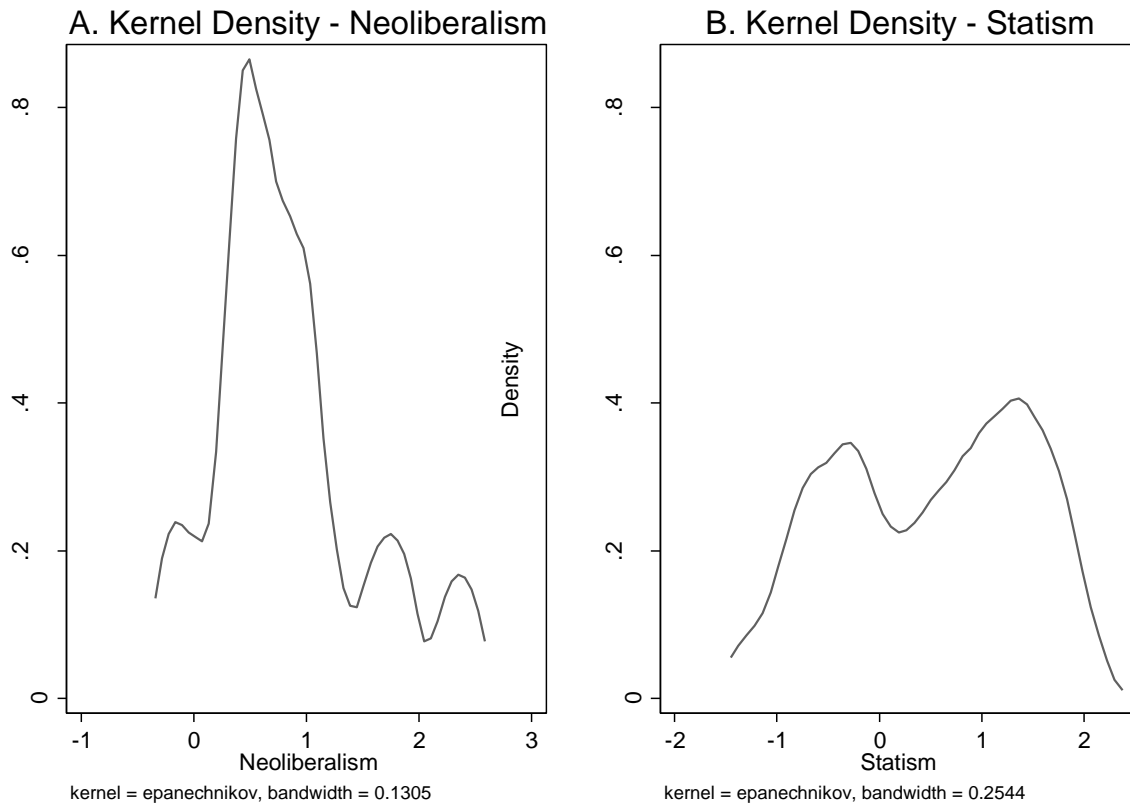 A. Kernel Density - Neoliberalism
.8
.6
.4
.2
0
-1 0 1 2 3
Neoliberalism
kernel = epanechnikov, bandwidth = 0.1305
B. Kernel Density - Statism
Density
.8
.6
.4
.2
0
-2 -1 0 1 2
Statism
kernel = epanechnikov, bandwidth = 0.2544